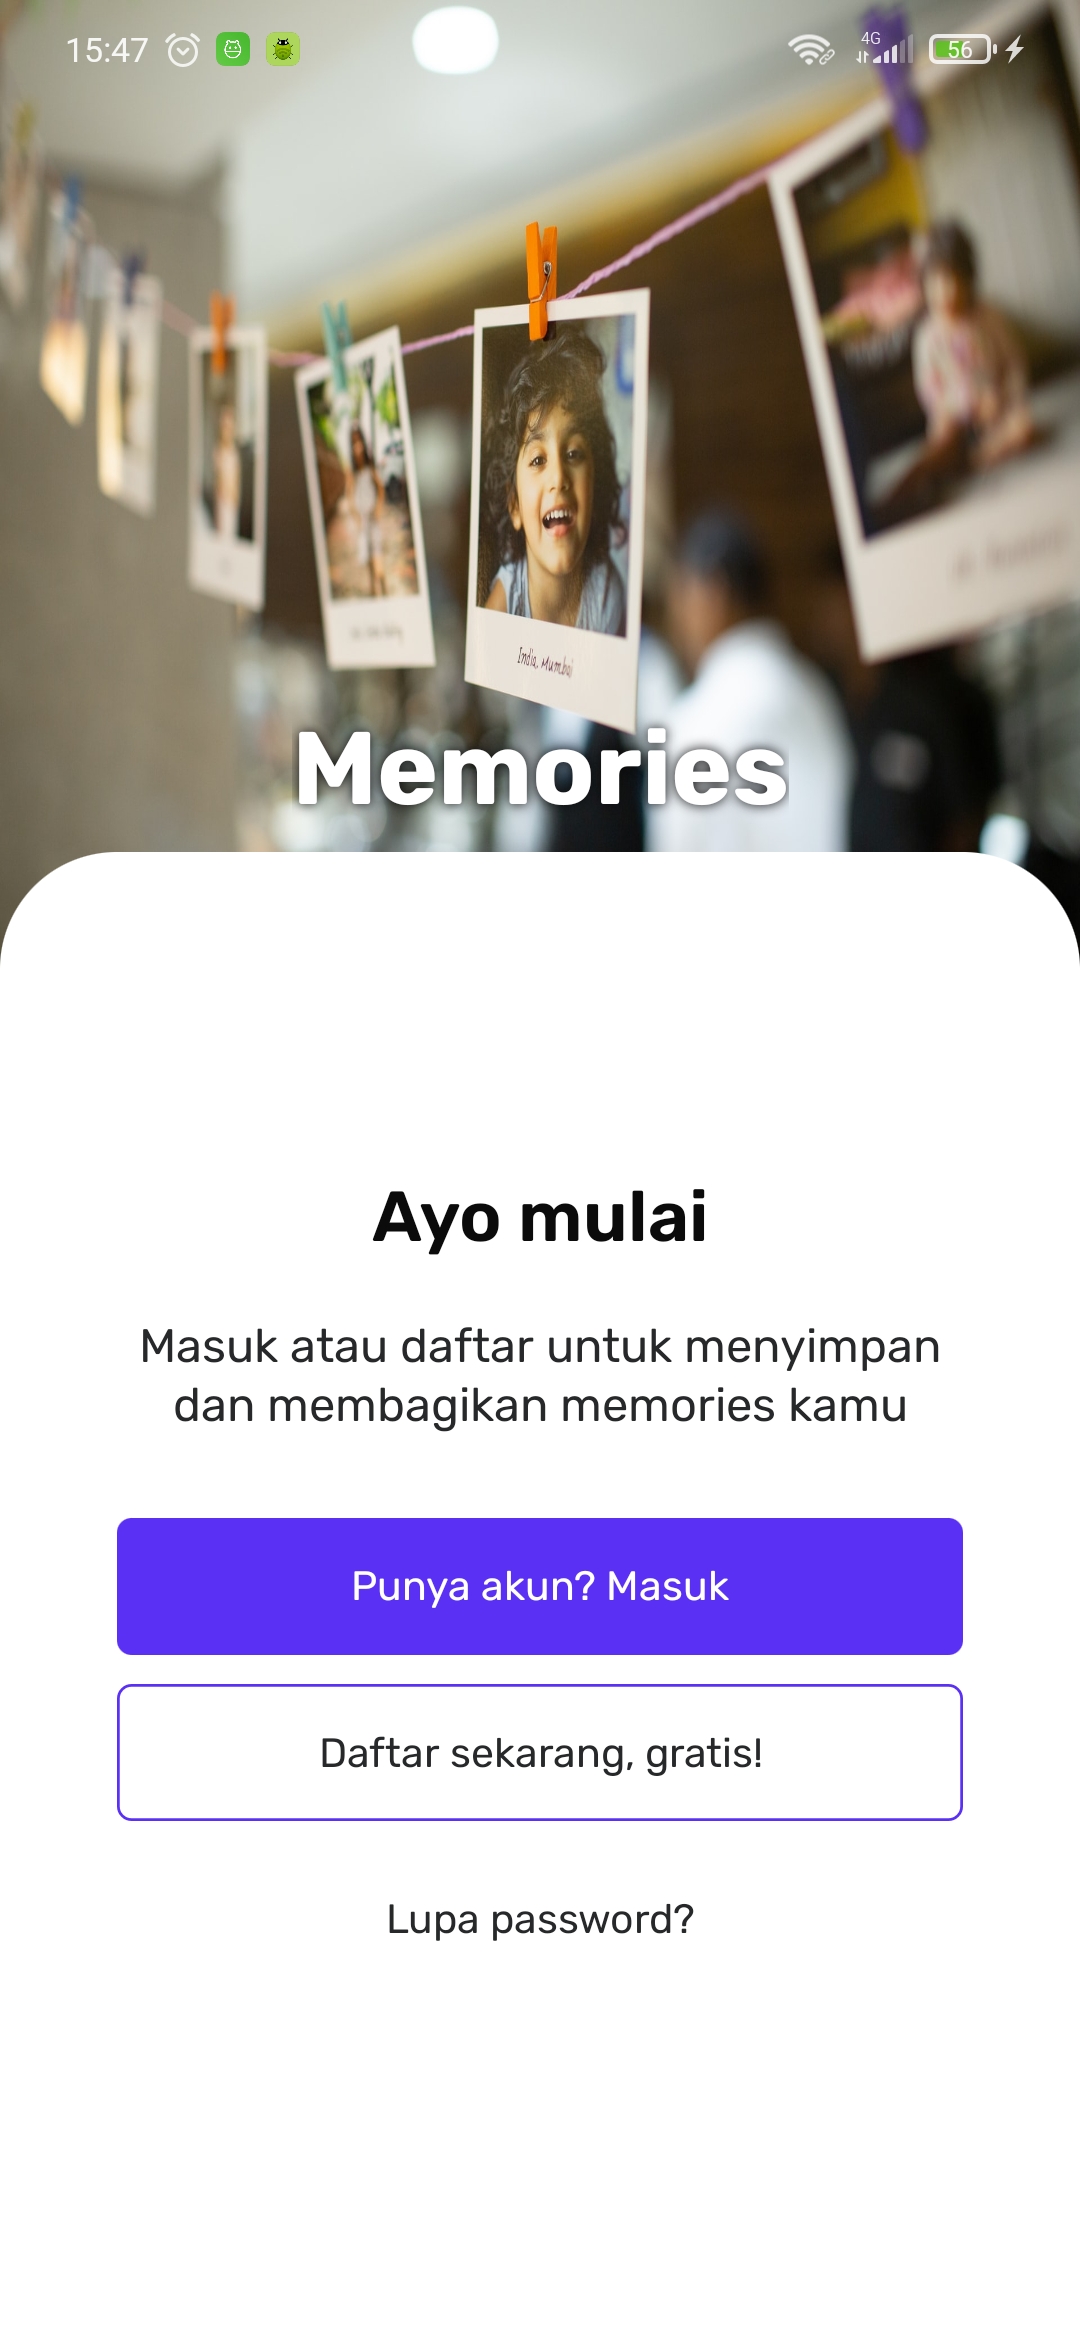 15:47
4G
56
India, Mumbai
Memories
Ayo mulai
Masuk atau daftar untuk menyimpan
dan membagikan memories kamu
Punya akun? Masuk
Daftar sekarang, gratis!
Lupa password?